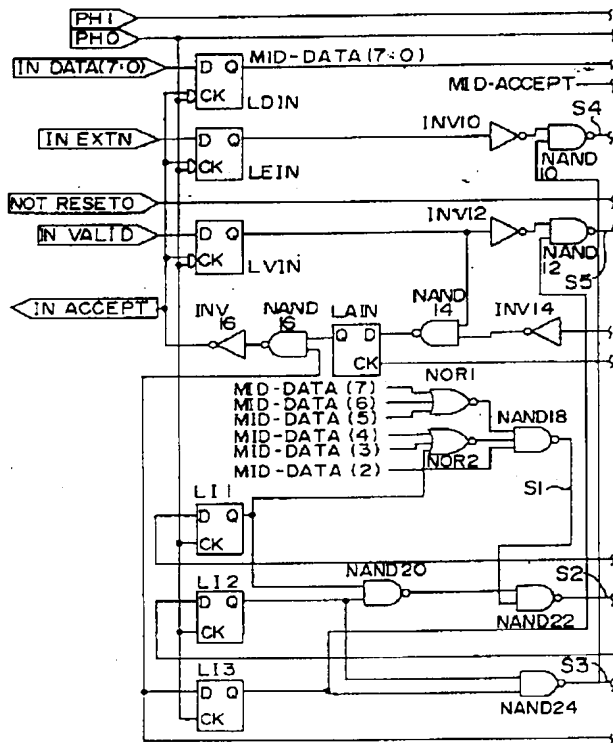 PH1
PH0
IN DATA(7:0)
D Q
CK
MID-DATA (7:0)
LDIN
MID-ACCEPT
S4
IN EXTN
D Q
CK
LEIN
INV10
NAND
10
NOT RESET0
IN VALID
D Q
CK
LVIN
INV12
NAND
12
S5
IN ACCEPT
INV
16
NAND
16
LAIN
Q D
CK
NAND
14
INV14
MID-DATA (7)
MID-DATA (6)
MID-DATA (5)
MID-DATA (4)
MID-DATA (3)
MID-DATA (2)
NOR1
NOR2
NAND18
S1
LI1
D Q
CK
NAND20
S2
LI2
D Q
CK
NAND22
LI3
D Q
CK
S3
NAND24